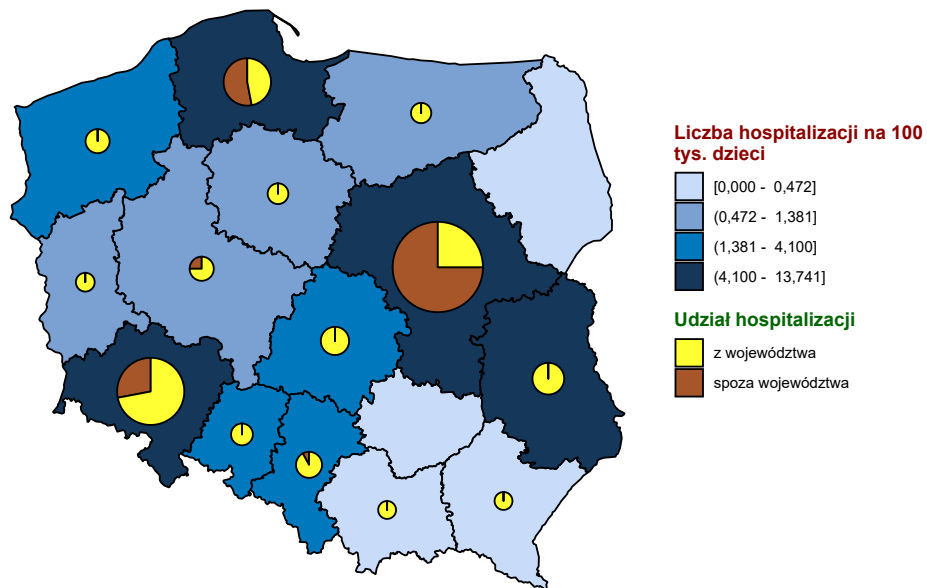 Liczba hospitalizacji na 100
tys. dzieci
[0,000 - 0,472]
(0,472 - 1,381]
(1,381 - 4,100]
(4,100 - 13,741]
Udział hospitalizacji
z województwa
spoza województwa